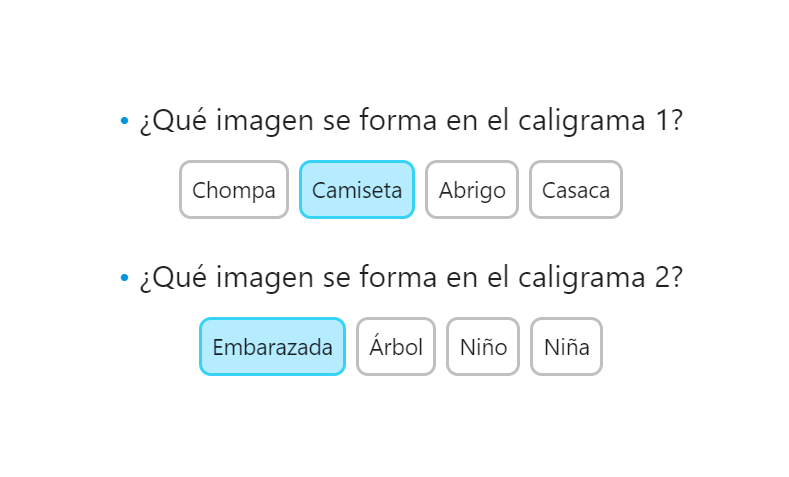 • ¿Qué imagen se forma en el caligrama 1?
Chompa Camiseta Abrigo Casaca
• ¿Qué imagen se forma en el caligrama 2?
Embarazada Árbol Niño Niña